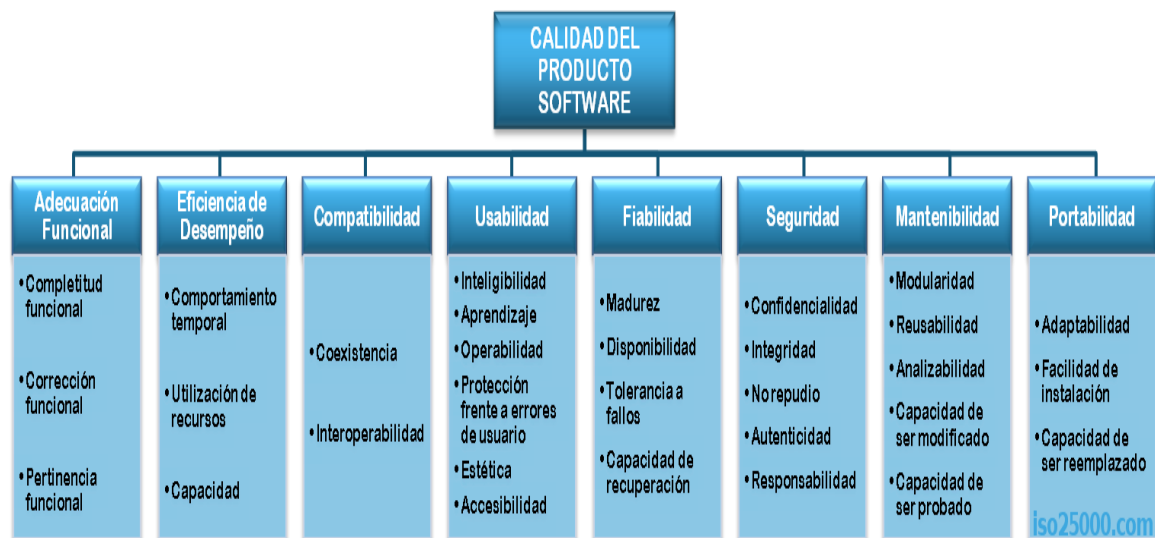 CALIDAD DEL
PRODUCTO
SOFTWARE
Adecuación
Funcional
•Completitud
funcional
•Corrección
funcional
•Pertinencia
funcional
Eficiencia de
Desempeño
•Comportamiento
temporal
•Utilización de
recursos
•Capacidad
Compatibilidad
•Coexistencia
•Interoperabilidad
Usabilidad
•Inteligibilidad
•Aprendizaje
•Operabilidad
•Protección
frente a errores
de usuario
•Estética
•Accesibilidad
Fiabilidad
•Madurez
•Disponibilidad
•Tolerancia a
fallos
•Capacidad de
recuperación
Seguridad
•Confidencialidad
•Integridad
•No repudio
•Autenticidad
•Responsabilidad
Mantenibilidad
•Modularidad
•Reusabilidad
•Analizabilidad
•Capacidad de
ser modificado
•Capacidad de
ser probado
Portabilidad
•Adaptabilidad
•Facilidad de
instalación
•Capacidad de
ser reemplazado
iso25000.com